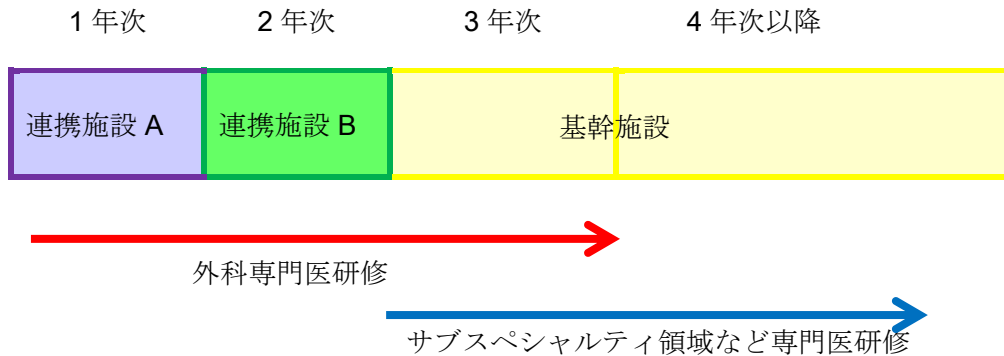 1 年次 2 年次 3 年次 4 年次以降
連携施設 A 連携施設 B 基幹施設
外科専門医研修
サブスペシャルティ領域など専門医研修